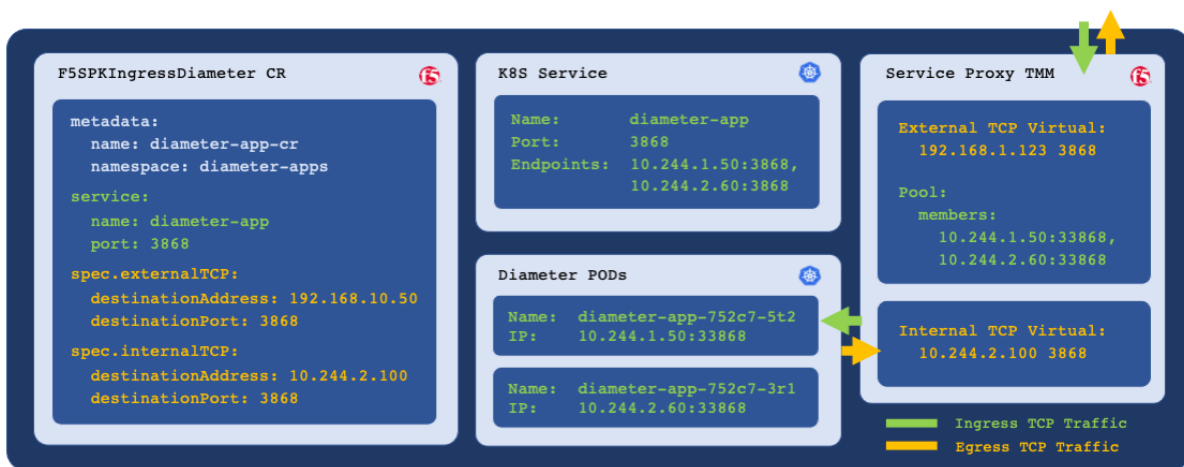 F5SPKIngressDiameter CR
metadata:
name: diameter-app-cr
namespace: diameter-apps
service:
name: diameter-app
port: 3868
spec.externalTCP:
destinationAddress: 192.168.10.50
destinationPort: 3868
spec.internalTCP:
destinationAddress: 10.244.2.100
destinationPort: 3868
K8S Service
Name: diameter-app
Port: 3868
Endpoints: 10.244.1.50:3868,
10.244.2.60:3868
Diameter PODs
Name: diameter-app-752c7-5t2
IP: 10.244.1.50:33868
Name: diameter-app-752c7-3r1
IP: 10.244.2.60:33868
Service Proxy TMM
External TCP Virtual:
192.168.1.123 3868
Pool:
members:
10.244.1.50:33868,
10.244.2.60:33868
Internal TCP Virtual:
10.244.2.100 3868
Ingress TCP Traffic
Egress TCP Traffic